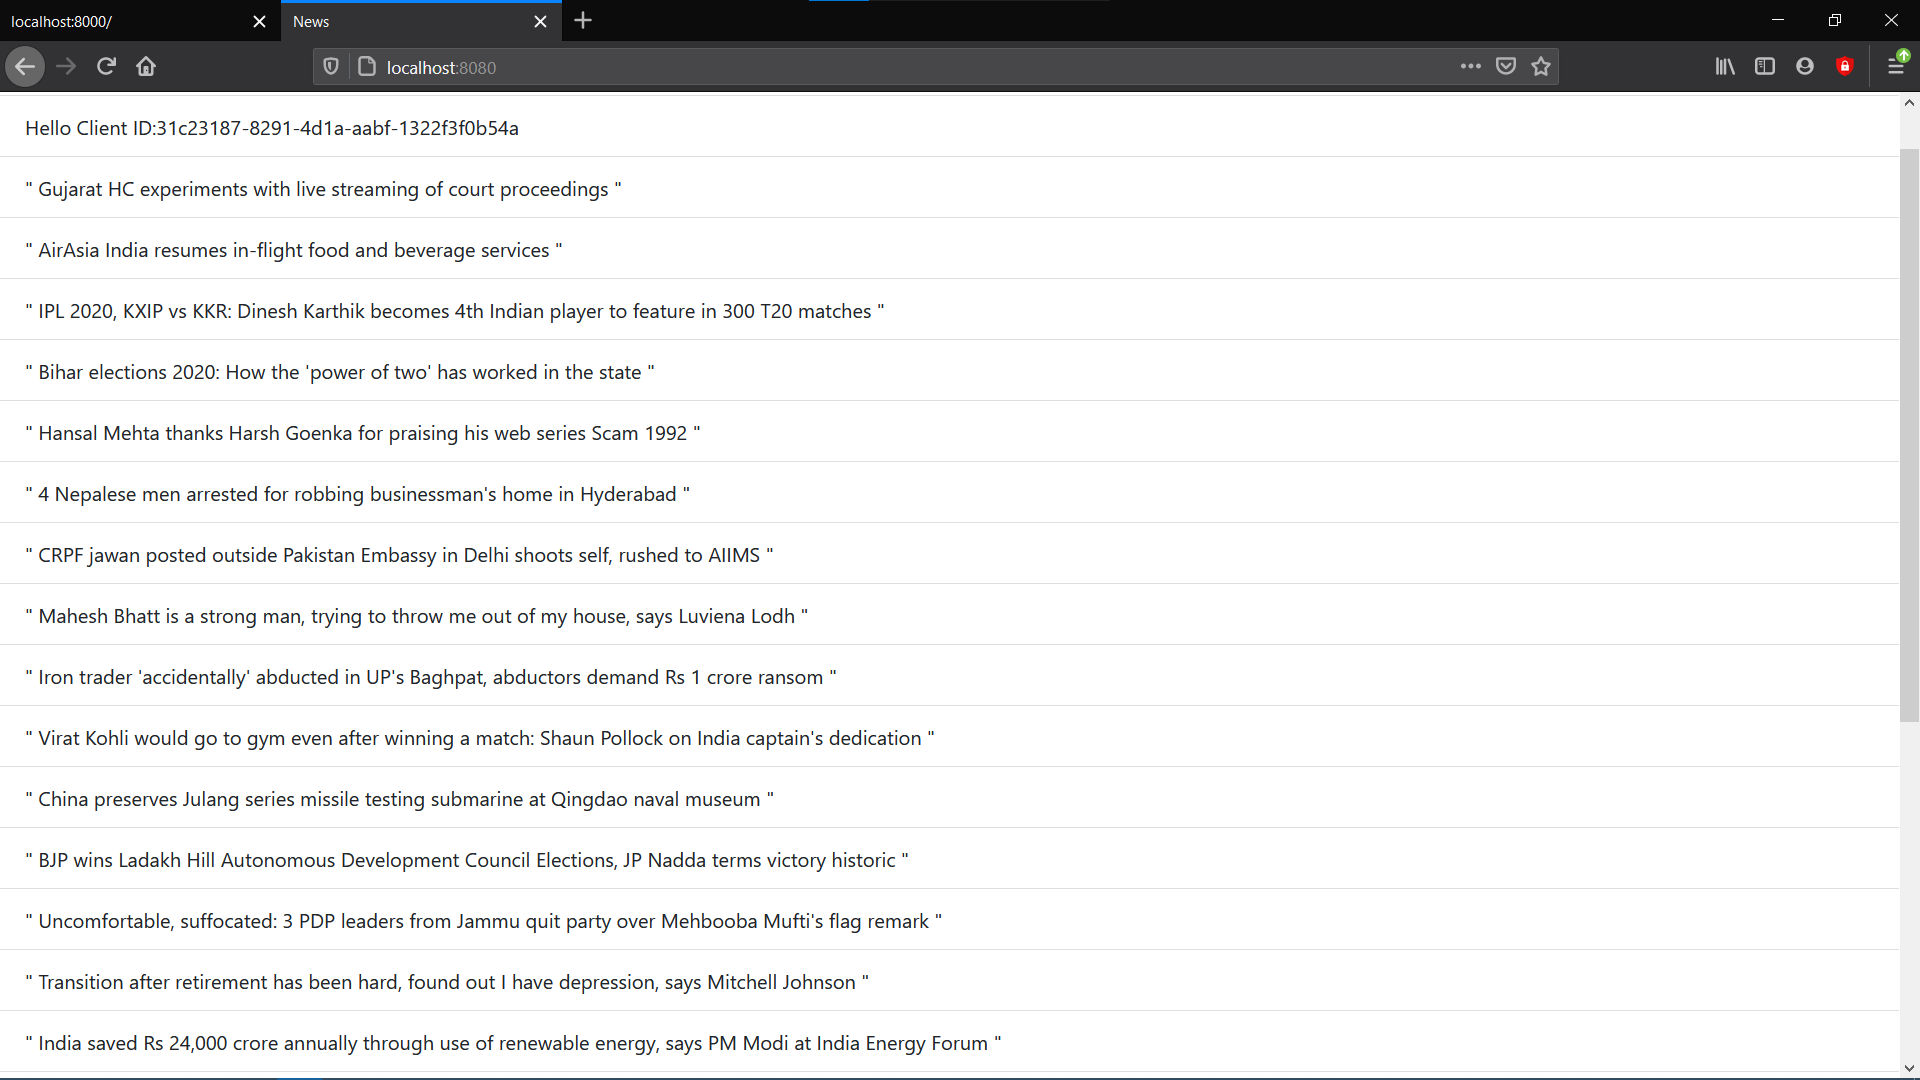 localhost:8000/
News
localhost:8080
Hello Client ID:31c23187-8291-4d1a-aabf-1322f3f0b54a
" Gujarat HC experiments with live streaming of court proceedings "
" AirAsia India resumes in-flight food and beverage services "
" IPL 2020, KXIP vs KKR: Dinesh Karthik becomes 4th Indian player to feature in 300 T20 matches "
" Bihar elections 2020: How the 'power of two' has worked in the state "
" Hansal Mehta thanks Harsh Goenka for praising his web series Scam 1992 "
" 4 Nepalese men arrested for robbing businessman's home in Hyderabad "
" CRPF jawan posted outside Pakistan Embassy in Delhi shoots self, rushed to AIIMS "
" Mahesh Bhatt is a strong man, trying to throw me out of my house, says Luviena Lodh "
" Iron trader 'accidentally' abducted in UP's Baghpat, abductors demand Rs 1 crore ransom "
" Virat Kohli would go to gym even after winning a match: Shaun Pollock on India captain's dedication "
" China preserves Julang series missile testing submarine at Qingdao naval museum "
" BJP wins Ladakh Hill Autonomous Development Council Elections, JP Nadda terms victory historic "
" Uncomfortable, suffocated: 3 PDP leaders from Jammu quit party over Mehbooba Mufti's flag remark "
" Transition after retirement has been hard, found out I have depression, says Mitchell Johnson "
" India saved Rs 24,000 crore annually through use of renewable energy, says PM Modi at India Energy Forum "